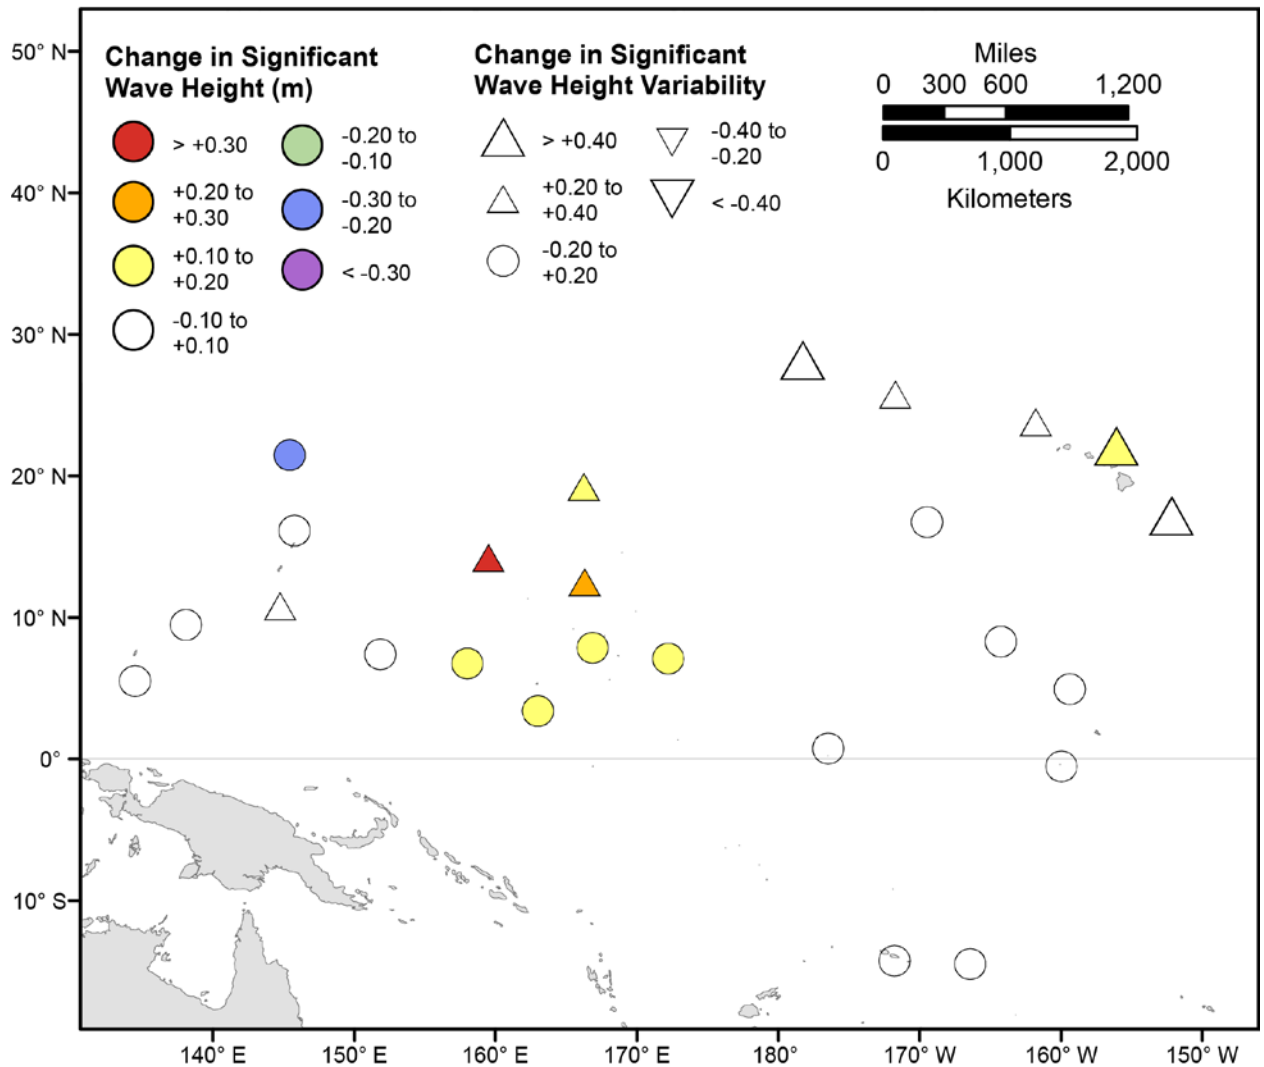 Change in Significant
Wave Height (m)
> +0.30
+0.20 to
+0.30
+0.10 to
+0.20
-0.10 to
+0.10
-0.20 to
-0.10
-0.30 to
-0.20
< -0.30
Change in Significant
Wave Height Variability
> +0.40
+0.20 to
+0.40
-0.20 to
+0.20
-0.40 to
-0.20
< -0.40
Miles
0 300 600 1,200
0 1,000 2,000
Kilometers
50° N
40° N
30° N
20° N
10° N
0°
10° S
140° E 150° E 160° E 170° E 180° 170° W 160° W 150° W